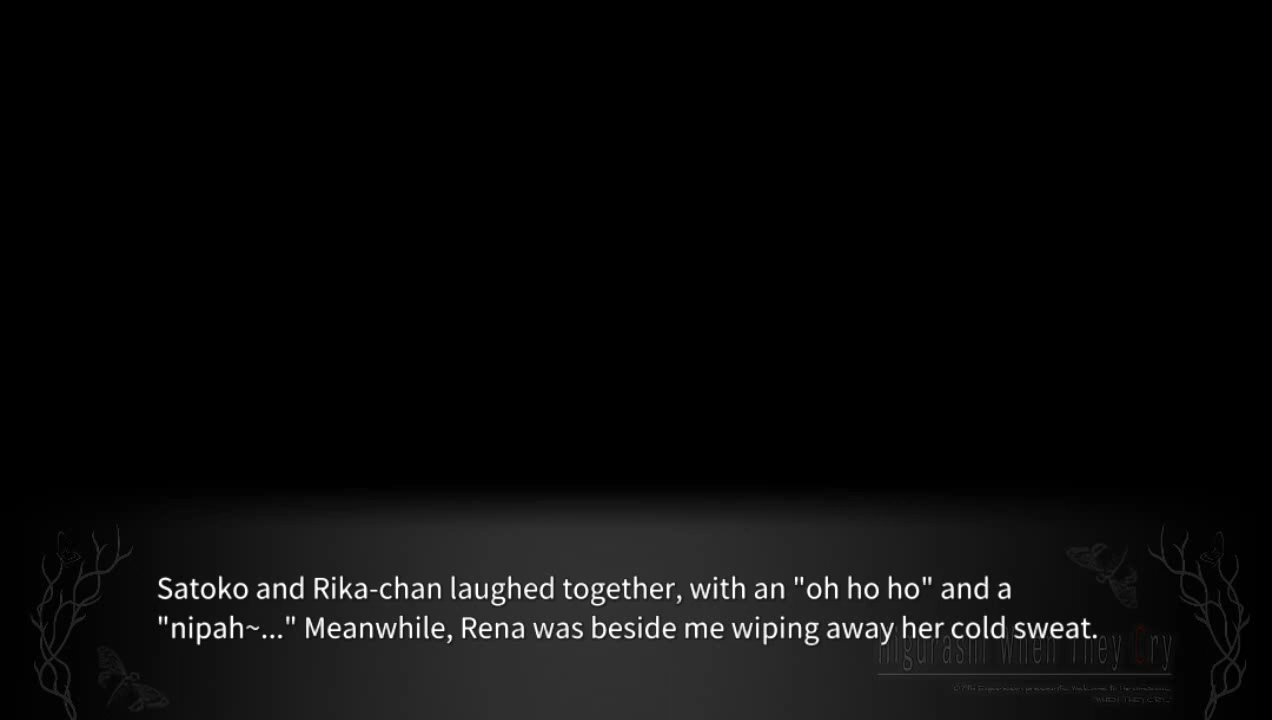 Satoko and Rika-chan laughed together, with an "oh ho ho" and a
"nipah~..." Meanwhile, Rena was beside me wiping away her cold sweat.
Higurashi When They Cry